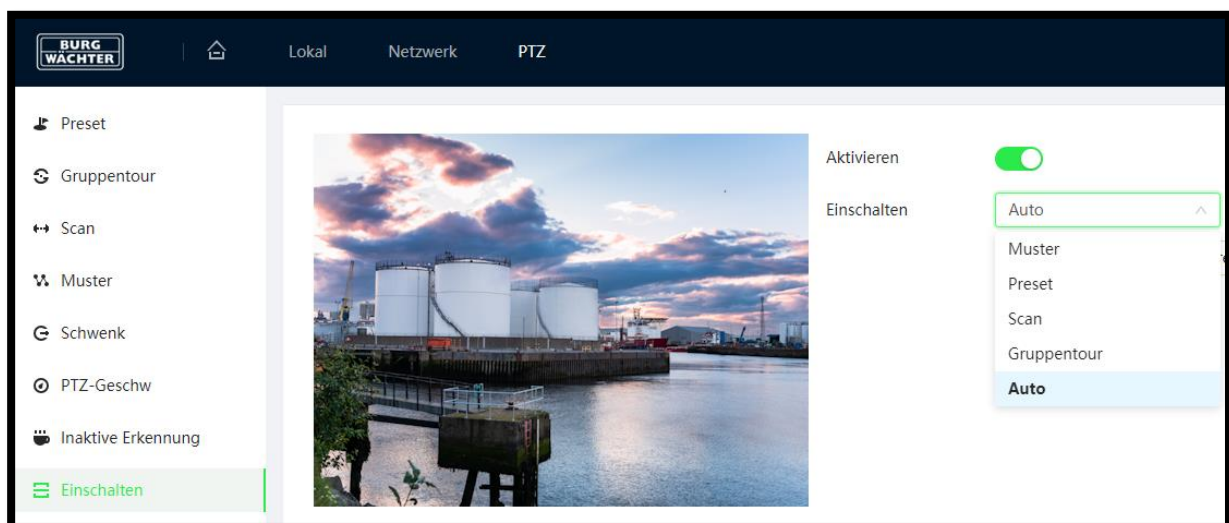 BURG
WÄCHTER
Lokal Netzwerk PTZ
Preset
Gruppentour
Scan
Muster
Schwenk
PTZ-Geschw
Inaktive Erkennung
Einschalten
Aktivieren
Einschalten Auto
Muster
Preset
Scan
Gruppentour
Auto